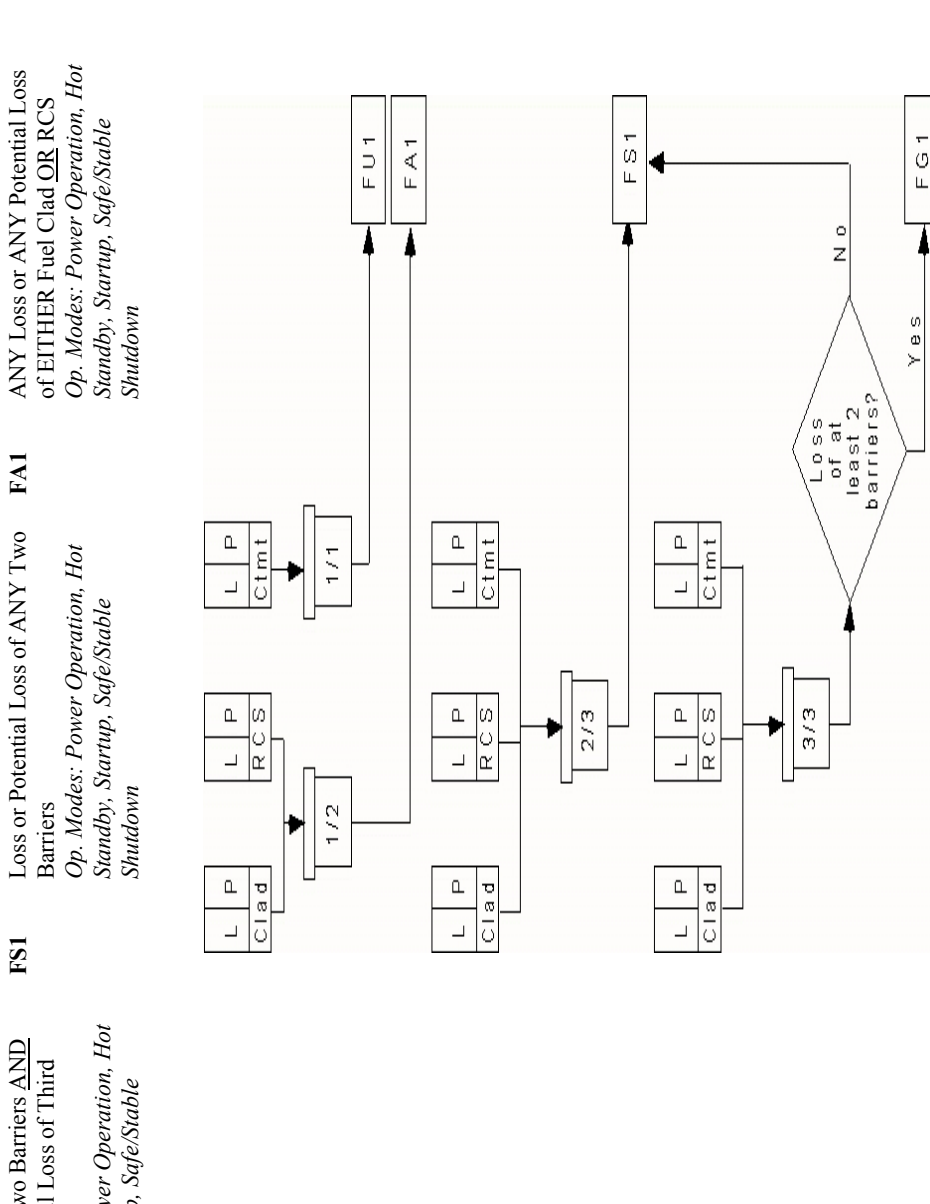 wo Barriers AND
l Loss of Third
ver Operation, Hot
p, Safe/Stable
FS1
Loss or Potential Loss of ANY Two
Barriers
Op. Modes: Power Operation, Hot
Standby, Startup, Safe/Stable
Shutdown
FA1
ANY Loss or ANY Potential Loss
of EITHER Fuel Clad OR RCS
Op. Modes: Power Operation, Hot
Standby, Startup, Safe/Stable
Shutdown
L P
Clad
L P
RCS
L P
Ctmt
1/2
1/1
FU1
FA1
L P
Clad
L P
RCS
L P
Ctmt
2/3
FS1
L P
Clad
L P
RCS
L P
Ctmt
3/3
Loss
of at
least 2
barriers?
No
Yes
FG1